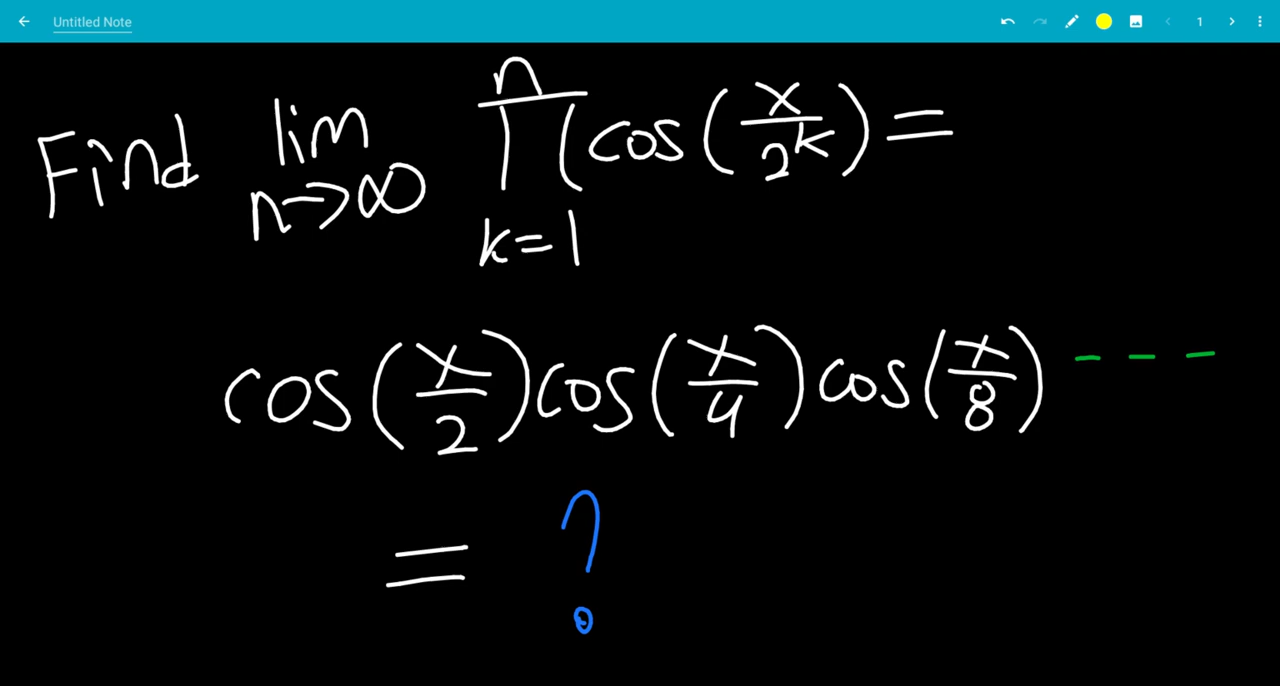 Untitled Note
1
Find lim n→∞ ∏ n k=1 (cos(x/2^k) =
cos(x/2)cos(x/4)cos(x/8) ---
= ?